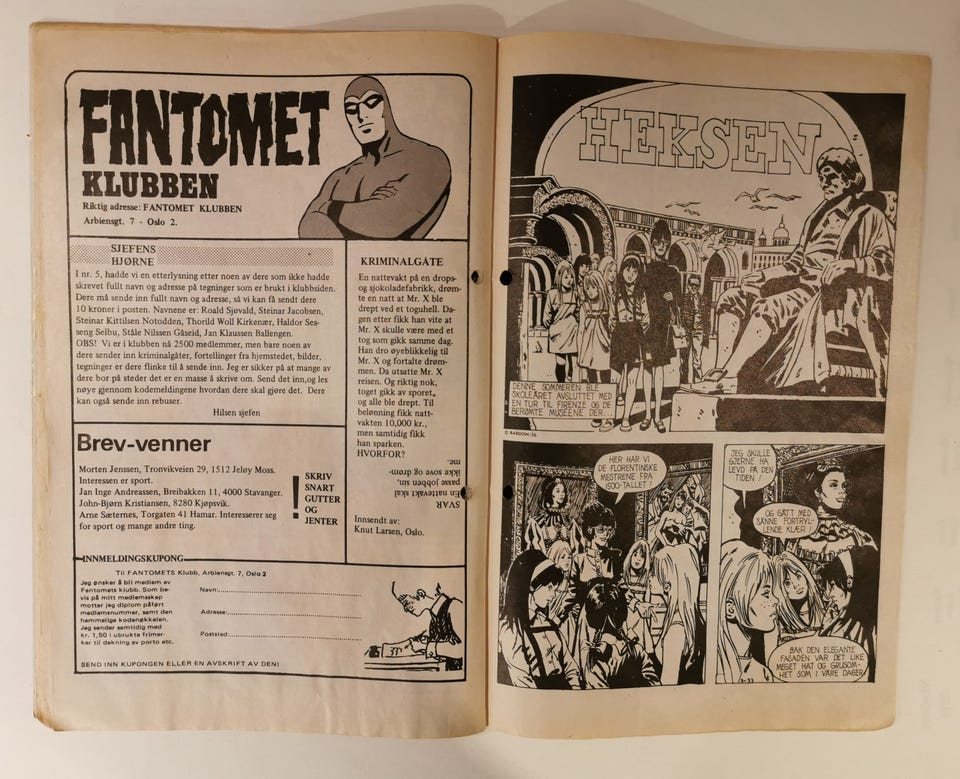 FANTOMET
KLUBBEN
Riktig adresse: FANTOMET KLUBBEN
Arbiensgt. 7 - Oslo 2.
SJEFENS
HJØRNE
I nr. 5, hadde vi en etterlysning etter noen av dere som ikke hadde
skrevet fullt navn og adresse på tegninger som er brukt i klubbsiden.
Dere må sende inn fullt navn og adresse, så vi kan få sendt dere
10 kroner i posten. Navnene er: Roald Sjøvald, Steinar Jacobsen,
Steinar Kittilsen Notodden, Thorild Woll Kirkenær, Haldor Ses-
seng Selbu, Ståle Nilssen Gåseid, Jan Klaussen Ballengen.
OBS! Vi er i klubben nå 2500 medlemmer, men bare noen av
dere sender inn kriminalgåter, fortellinger fra hjemstedet, bilder,
tegninger er dere flinke til å sende inn. Jeg er sikker på at mange av
dere bor på steder det er en masse å skrive om. Send det inn,og les
nøye gjennom kodemeldingene hvordan dere skal gjøre det. Dere
kan også sende inn rebuser.
Hilsen sjefen
KRIMINALGÅTE
En nattevakt på en drops-
og sjokoladefabrikk, drøm-
te en natt at Mr. X ble
drept ved et toguhell. Da-
gen etter fikk han vite at
Mr. X skulle være med et
tog som gikk samme dag.
Han dro øyeblikkelig til
Mr. X og fortalte drøm-
men. Da utsatte Mr. X
reisen. Og riktig nok,
toget gikk av sporet,
og alle ble drept. Til
belønning fikk natt-
vakten 10,000 kr.,
men samtidig fikk
han sparken.
HVORFOR?
SVAR
En nattevakt skal
passe jobben sin,
ikke sove og drøm-
me.
Innsendt av:
Knut Larsen, Oslo.
Brev-venner
Morten Jenssen, Tronvikveien 29, 1512 Jeløy Moss.
Interessen er sport.
Jan Inge Andreassen, Breibakken 11, 4000 Stavanger.
John-Bjørn Kristiansen, 8280 Kjøpsvik.
Arne Sæternes, Torgaten 41 Hamar. Interesserer seg
for sport og mange andre ting.
!
SKRIV
SNART
GUTTER
OG
JENTER
INNMELDINGSKUPONG
Til FANTOMETS Klubb, Arbiensgt. 7, Oslo 2
Jeg ønsker å bli medlem av
Fantomets klubb. Som be-
vis på mitt medlemsskap
mottar jeg diplom påført
medlemsnummer, samt den
hemmelige kodenøkkelen.
Jeg sender samtidig med
kr. 1,50 i ubrukte frimer-
ker til dekning av porto etc.
Navn:
Adresse:
Poststed:
SEND INN KUPONGEN ELLER EN AVSKRIFT AV DEN!
HEKSEN
DENNE SOMMEREN BLE
SKOLEÅRET AVSLUTTET MED
EN TUR TIL FIRENZE OG DE
BERØMTE MUSEENE DER...
HER HAR VI
DE FLORENTINSKE
MESTRENE FRA
1500-TALLET!
JEG SKULLE
GJERNE HA
LEVD PÅ DEN
TIDEN!
OG GÅTT MED
SÅNNE FORTRYL-
LENDE KLÆR!
BAK DEN ELEGANTE
FASADEN VAR DET LIKE
MEGET HAT OG GRUSOM-
HET SOM I VÅRE DAGER